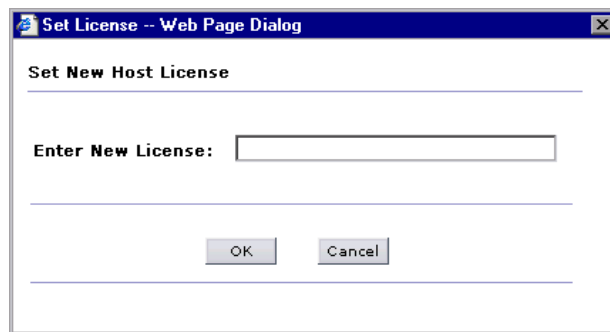 Set License -- Web Page Dialog
Set New Host License
Enter New License:
OK Cancel